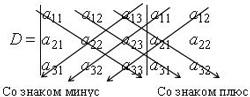 a₁₁ a₁₂ a₁₃ a₁₁ a₁₂
D = a₂₁ a₂₂ a₂₃ a₂₁ a₂₂
a₃₁ a₃₂ a₃₃ a₃₁ a₃₂
Со знаком минус Со знаком плюс